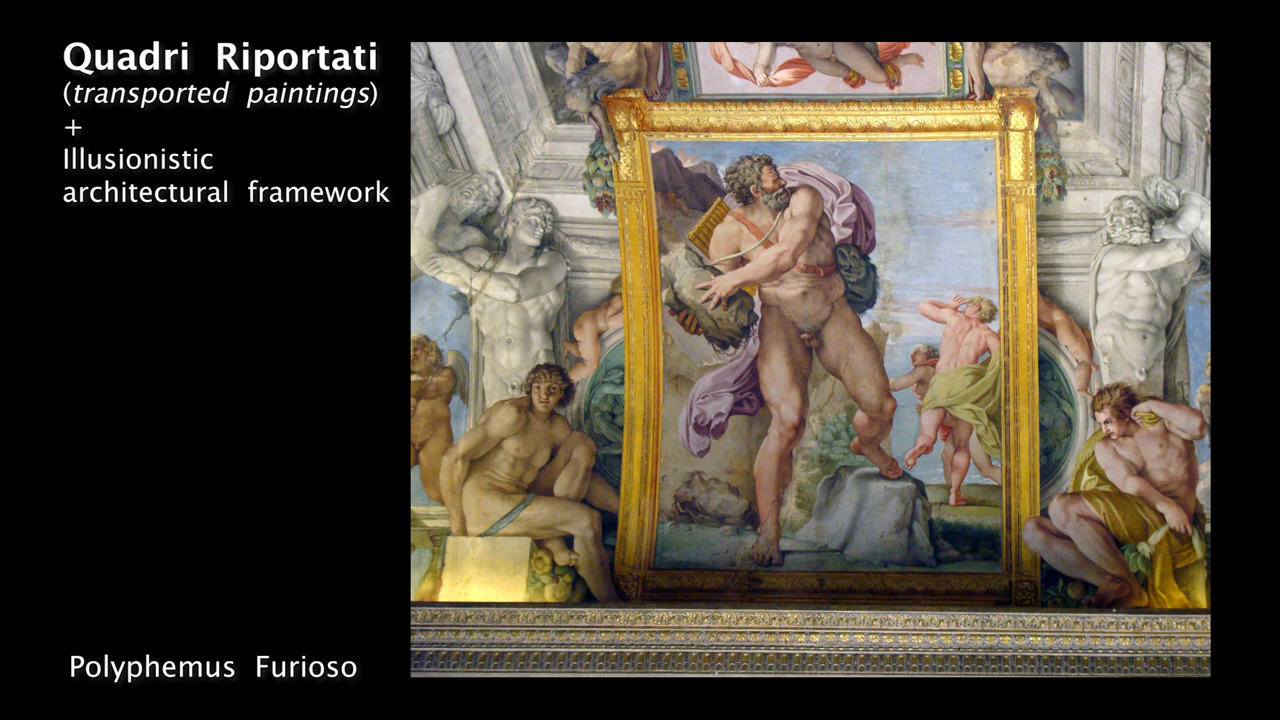 Quadri Riportati
(transported paintings)
+
Illusionistic
architectural framework
Polyphemus Furioso